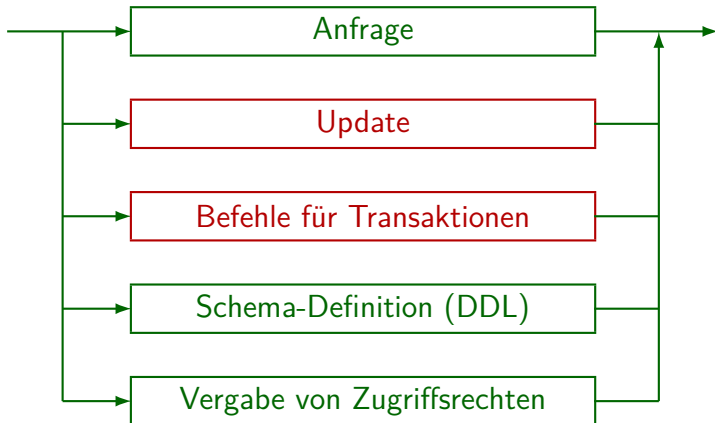 Anfrage
Update
Befehle für Transaktionen
Schema-Definition (DDL)
Vergabe von Zugriffsrechten